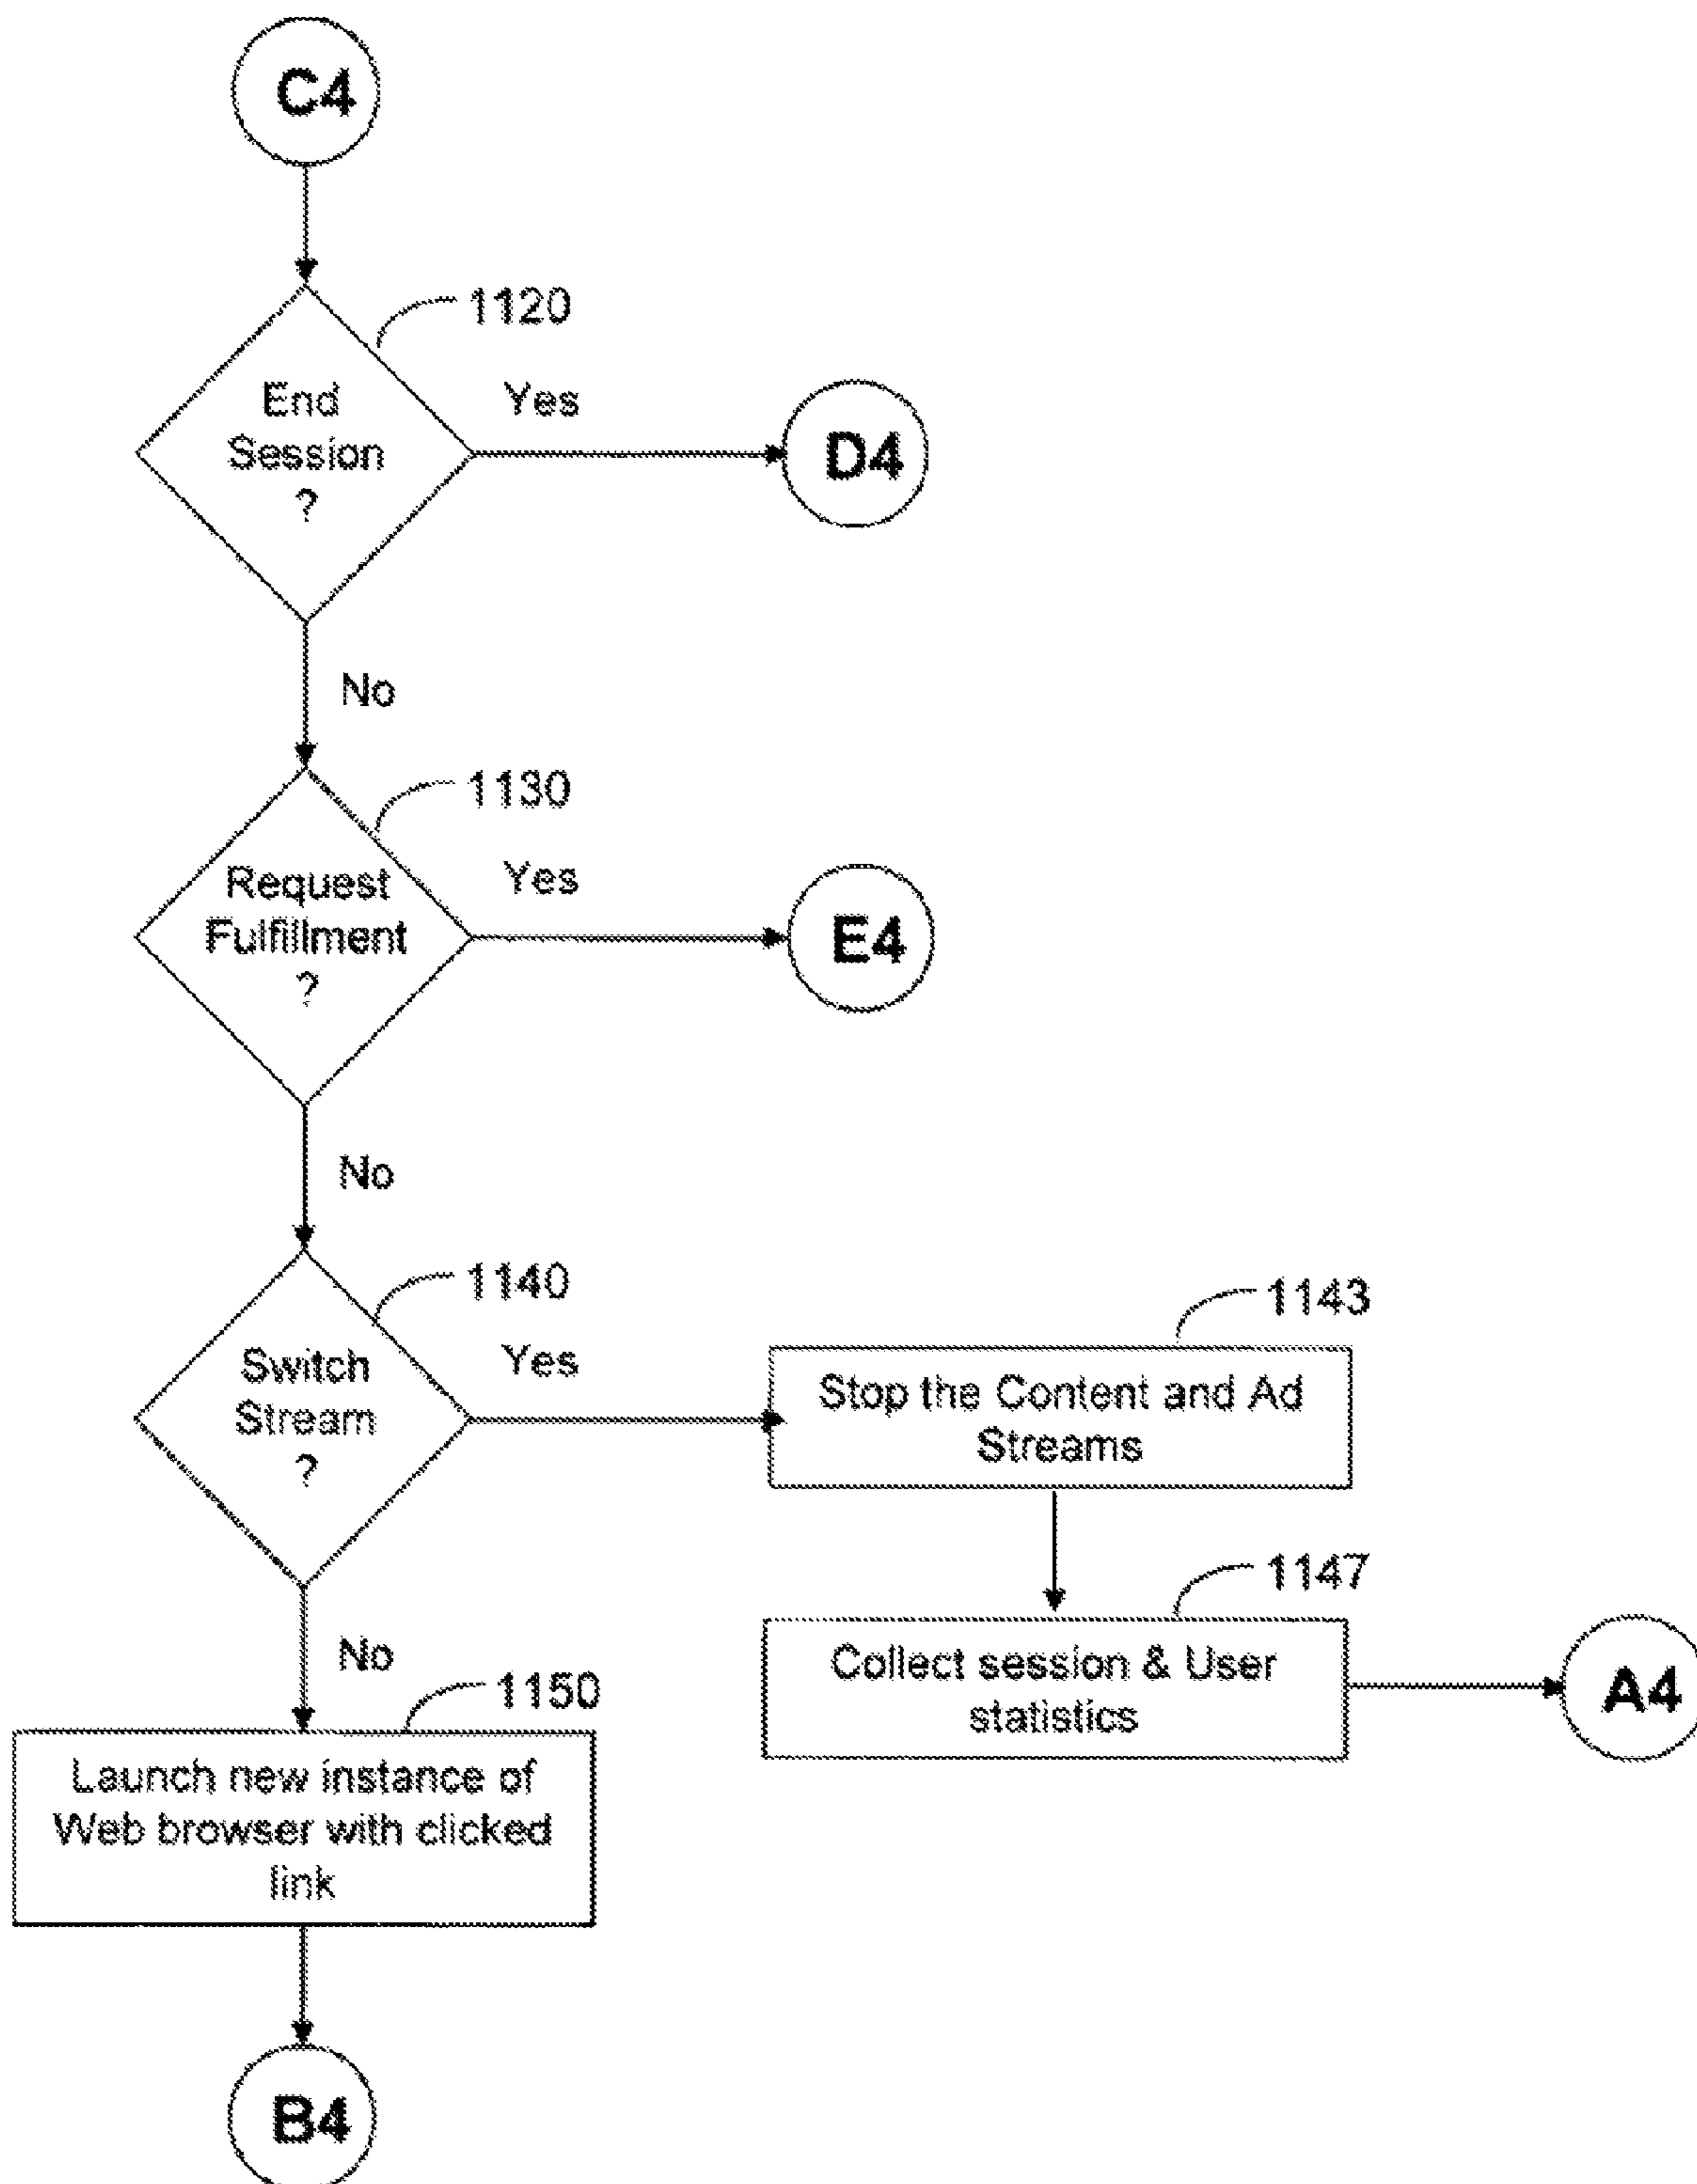 C4
1120
End
Session
?
Yes
D4
No
1130
Request
Fulfillment
?
Yes
E4
No
1140
Switch
Stream
?
Yes
1143
Stop the Content and Ad
Streams
1147
Collect session & User
statistics
A4
No
1150
Launch new instance of
Web browser with clicked
link
B4